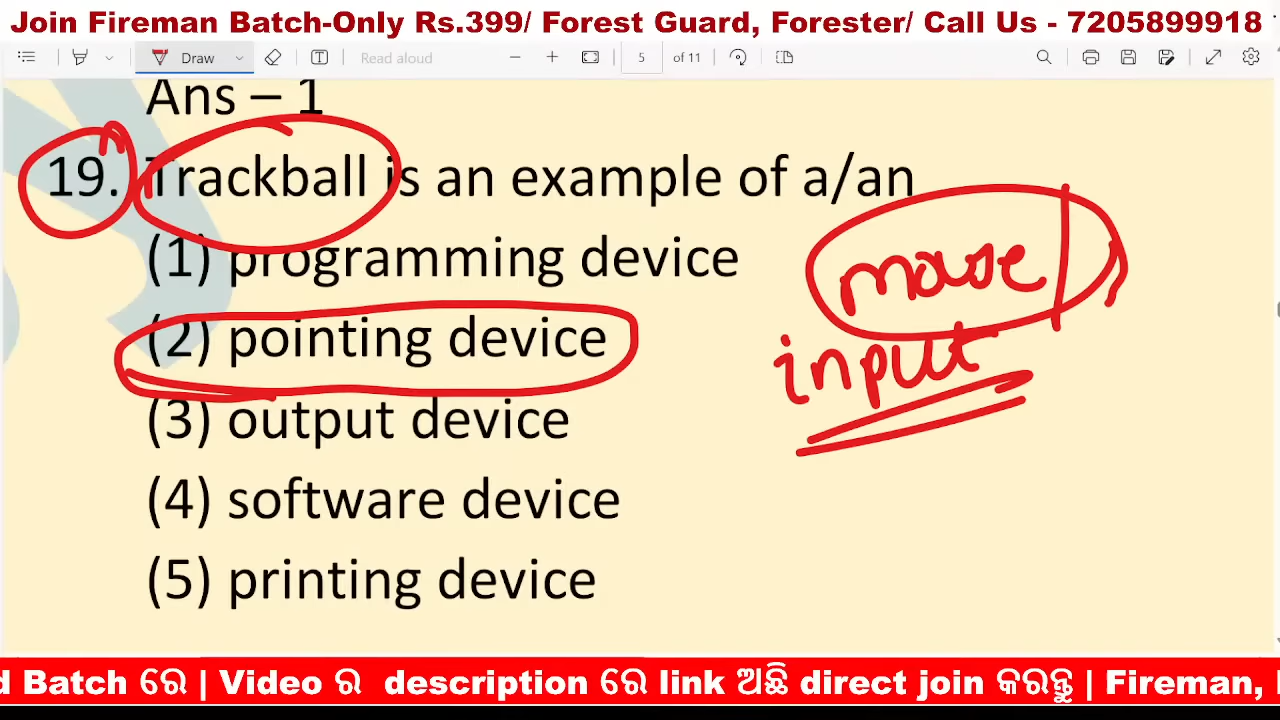 Join Fireman Batch-Only Rs.399/ Forest Guard, Forester/ Call Us - 7205899918
Draw
Read aloud
5 of 11
Ans – 1
19. Trackball is an example of a/an
(1) programming device
mouse
(2) pointing device
input
(3) output device
(4) software device
(5) printing device
d Batch ରେ | Video ର description ରେ link ଅଛି direct join କରନ୍ତୁ | Fireman,